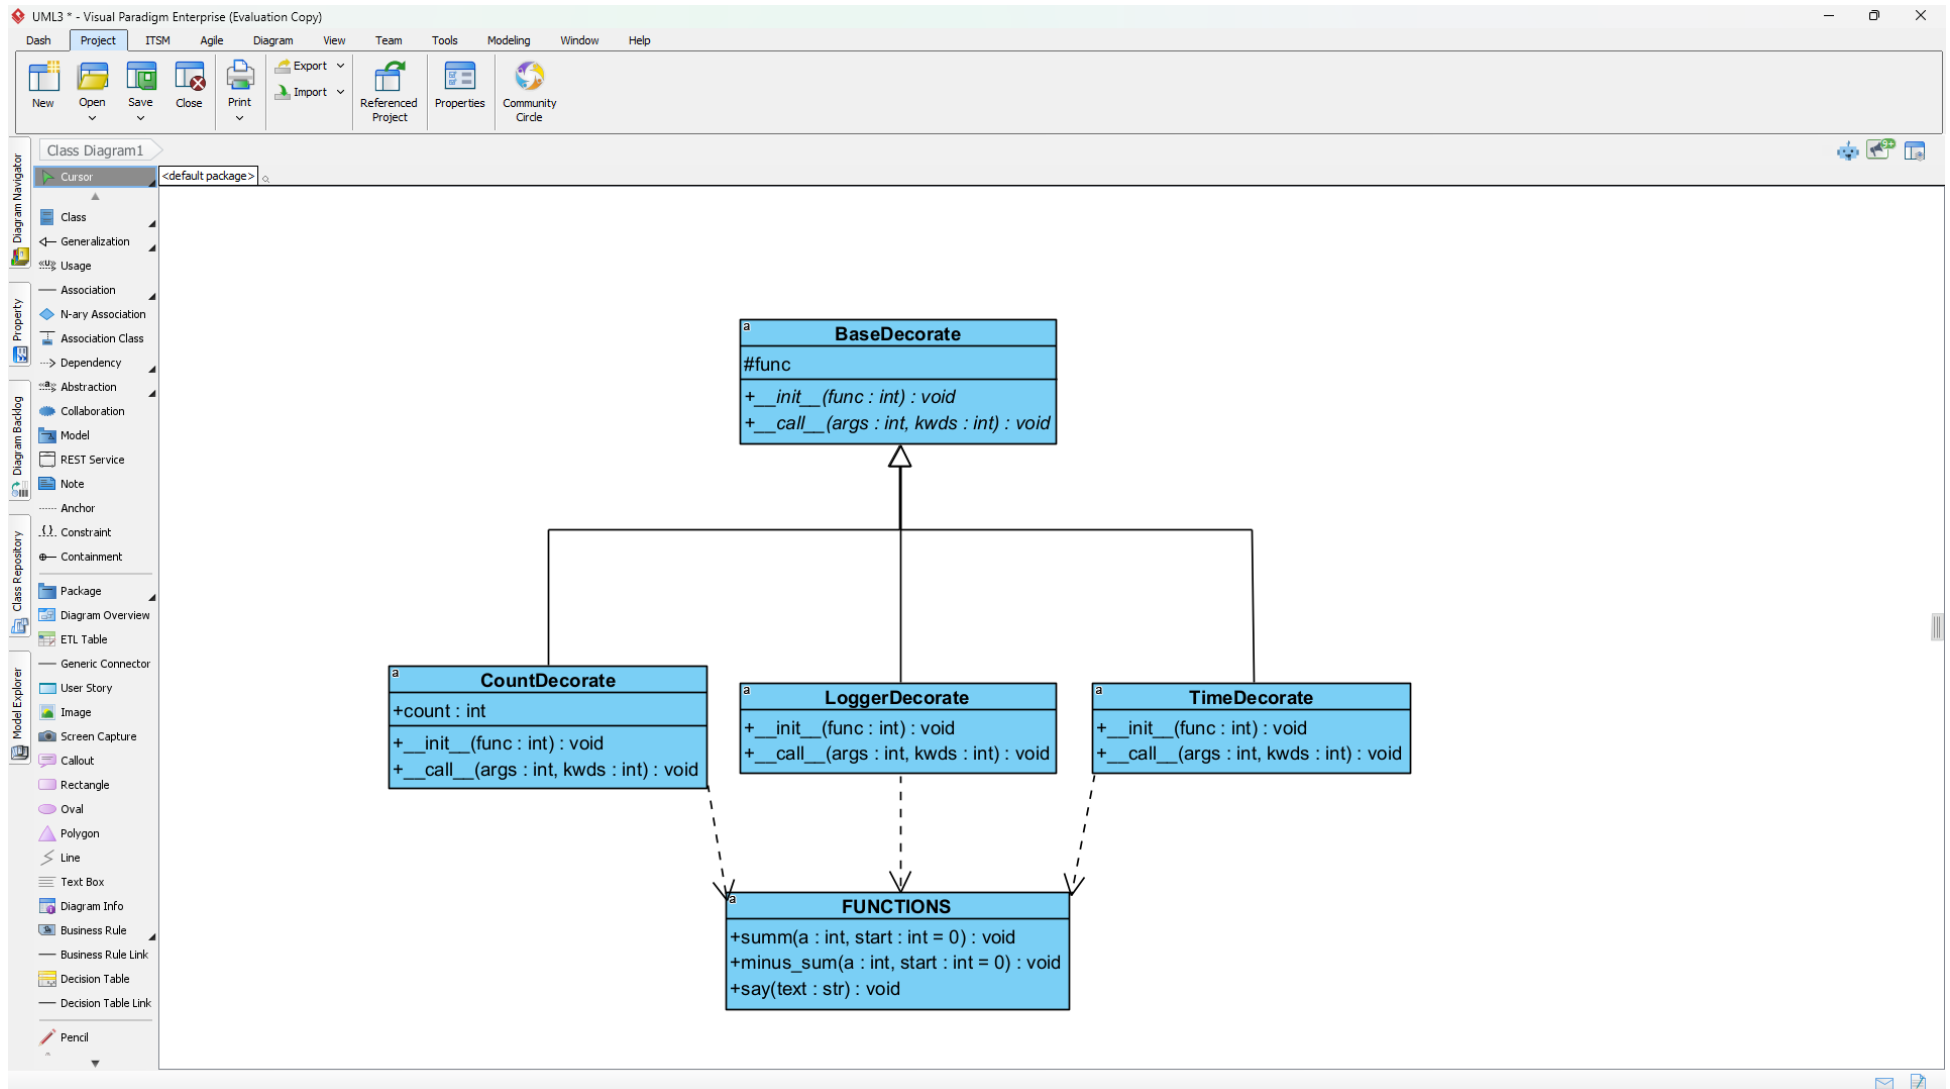 UML3 * - Visual Paradigm Enterprise (Evaluation Copy)
Dash Project ITSM Agile Diagram View Team Tools Modeling Window Help
New
Open
Save
Close
Print
Export
Import
Referenced
Project
Properties
Community
Circle
Class Diagram1
9+
Diagram Navigator
Property
Diagram Backlog
Class Repository
Model Explorer
Cursor
<default package>
Class
Generalization
«U» Usage
Association
N-ary Association
Association Class
Dependency
«a» Abstraction
Collaboration
Model
REST Service
Note
Anchor
{} Constraint
Containment
Package
Diagram Overview
ETL Table
Generic Connector
User Story
Image
Screen Capture
Callout
Rectangle
Oval
Polygon
Line
Text Box
Diagram Info
Business Rule
Business Rule Link
Decision Table
Decision Table Link
Pencil
a
BaseDecorate
#func
+__init__(func : int) : void
+__call__(args : int, kwds : int) : void
a
CountDecorate
+count : int
+__init__(func : int) : void
+__call__(args : int, kwds : int) : void
a
LoggerDecorate
+__init__(func : int) : void
+__call__(args : int, kwds : int) : void
a
TimeDecorate
+__init__(func : int) : void
+__call__(args : int, kwds : int) : void
a
FUNCTIONS
+summ(a : int, start : int = 0) : void
+minus_sum(a : int, start : int = 0) : void
+say(text : str) : void